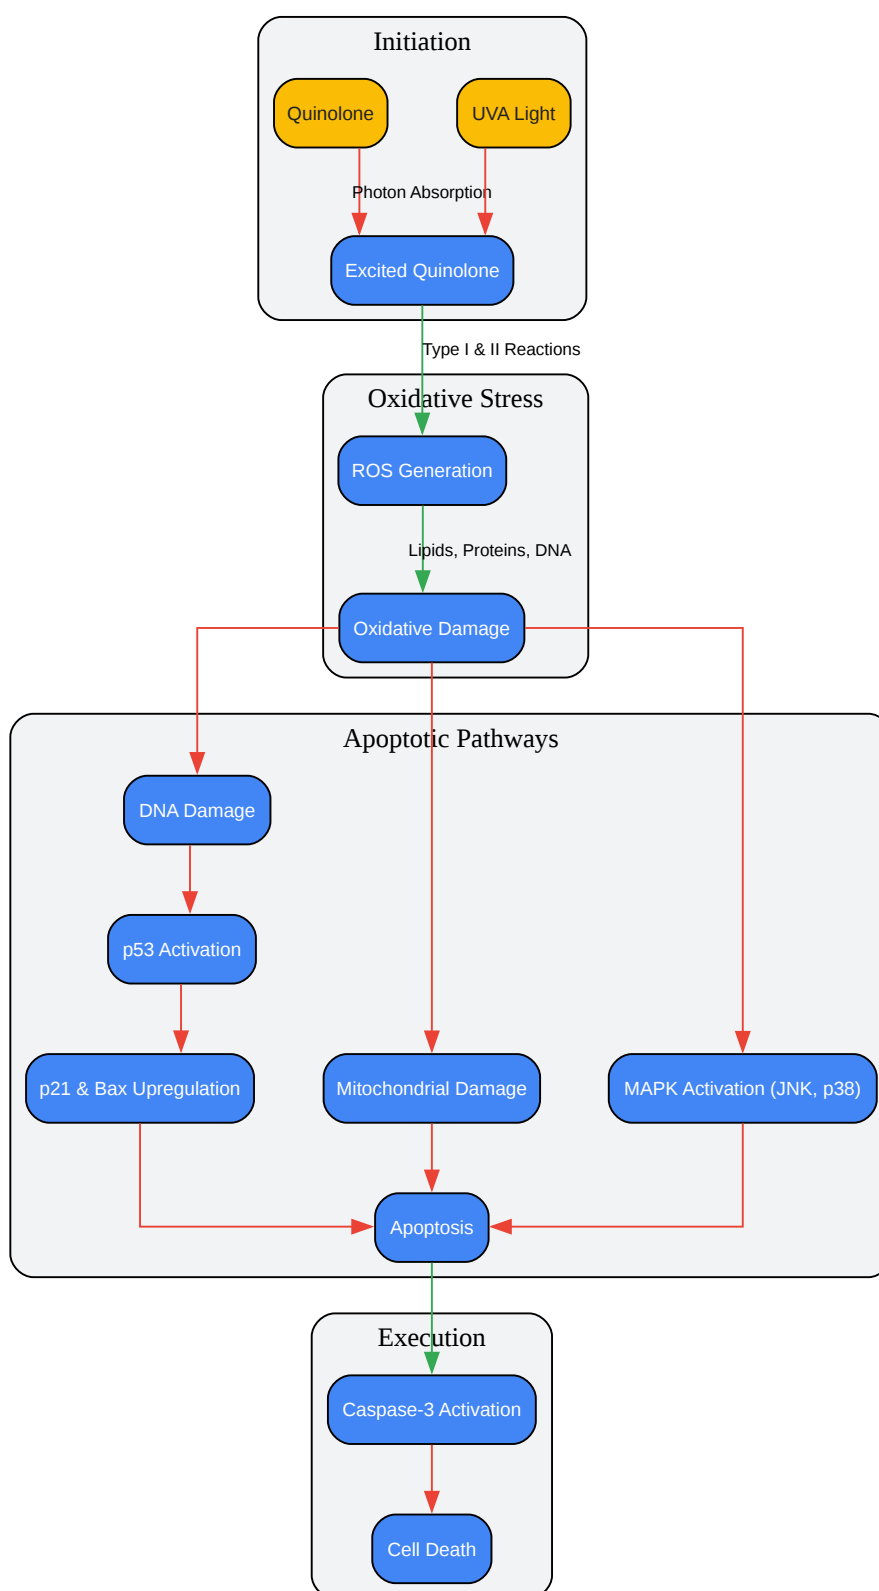 Initiation
Quinolone
UVA Light
Photon Absorption
Excited Quinolone
Type I & II Reactions
Oxidative Stress
ROS Generation
Lipids, Proteins, DNA
Oxidative Damage
Apoptotic Pathways
DNA Damage
p53 Activation
p21 & Bax Upregulation
Mitochondrial Damage
MAPK Activation (JNK, p38)
Apoptosis
Execution
Caspase-3 Activation
Cell Death